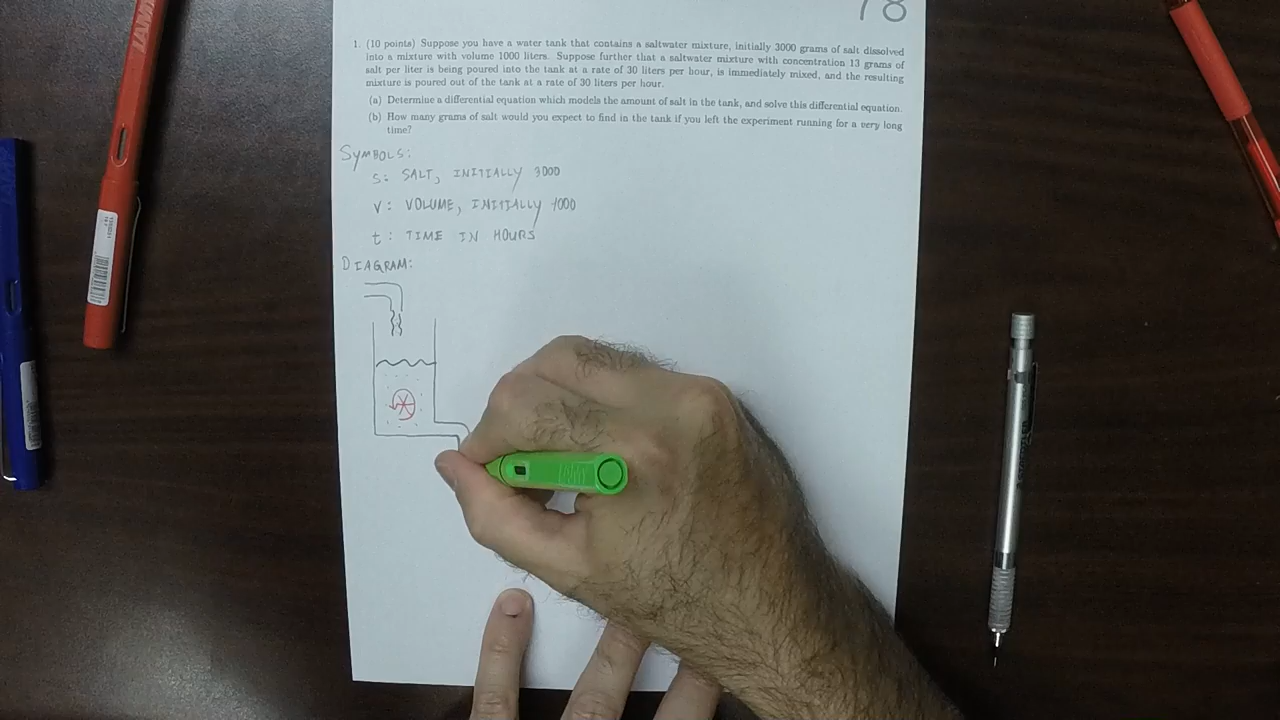 78
1. (10 points) Suppose you have a water tank that contains a saltwater mixture, initially 3000 grams of salt dissolved
into a mixture with volume 1000 liters. Suppose further that a saltwater mixture with concentration 13 grams of
salt per liter is being poured into the tank at a rate of 30 liters per hour, is immediately mixed, and the resulting
mixture is poured out of the tank at a rate of 30 liters per hour.
(a) Determine a differential equation which models the amount of salt in the tank, and solve this differential equation.
(b) How many grams of salt would you expect to find in the tank if you left the experiment running for a very long
time?
SYMBOLS:
S: SALT, INITIALLY 3000
V: VOLUME, INITIALLY 1000
t: TIME IN HOURS
DIAGRAM:
LAMY
LAMY